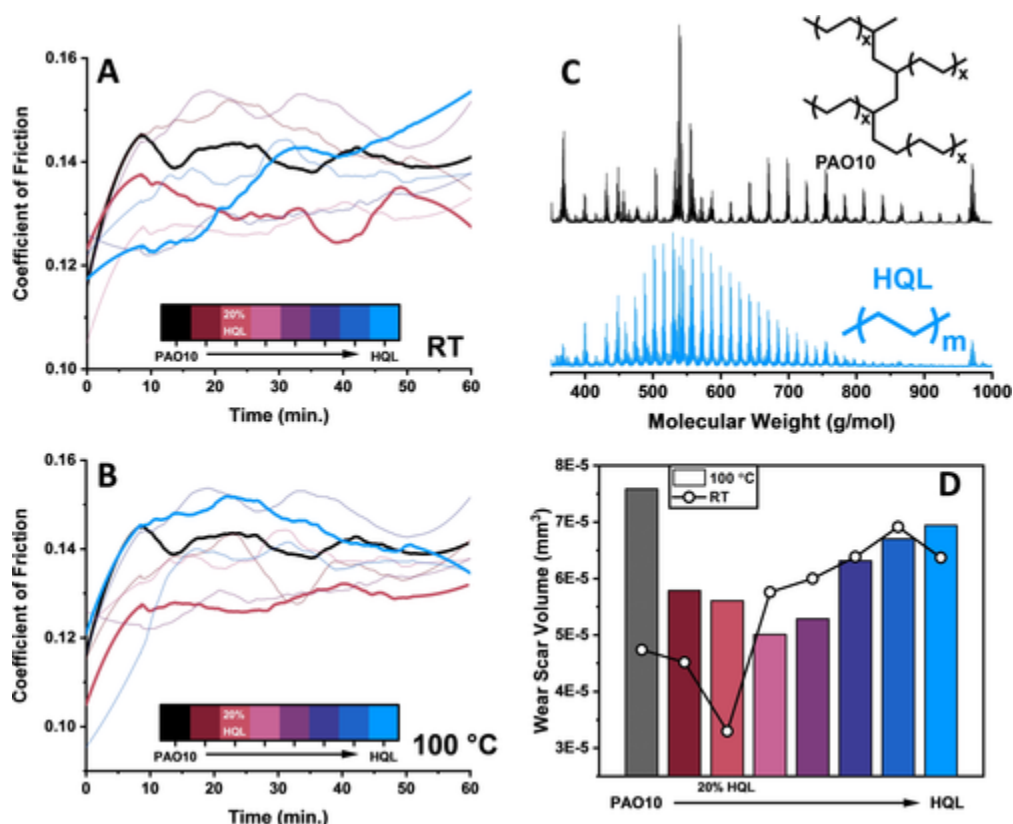 A
0.16
0.14
0.12
0.10
Coefficient of Friction
0 10 20 30 40 50 60
Time (min.)
20%
HQL
PAO10 HQL
RT
C
x
x
x
x
PAO10
HQL
m
400 500 600 700 800 900 1000
Molecular Weight (g/mol)
B
0.16
0.14
0.12
0.10
Coefficient of Friction
0 10 20 30 40 50 60
Time (min.)
20%
HQL
PAO10 HQL
100 °C
D
100 °C
RT
8E-5
7E-5
6E-5
5E-5
4E-5
3E-5
Wear Scar Volume (mm³)
20% HQL
PAO10 HQL